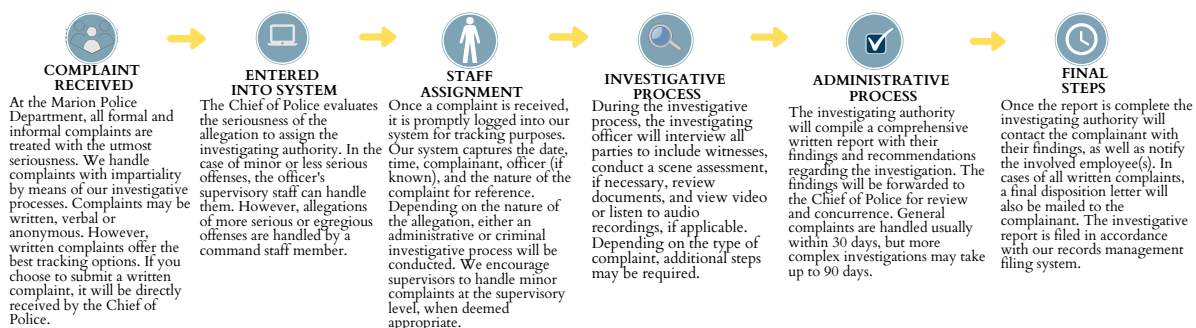 COMPLAINT
RECEIVED
At the Marion Police
Department, all formal and
informal complaints are
treated with the utmost
seriousness. We handle
complaints with impartiality
by means of our investigative
processes. Complaints may be
written, verbal or
anonymous. However,
written complaints offer the
best tracking options. If you
choose to submit a written
complaint, it will be directly
received by the Chief of
Police.
ENTERED
INTO SYSTEM
The Chief of Police evaluates
the seriousness of the
allegation to assign the
investigating authority. In the
case of minor or less serious
offenses, the officer's
supervisory staff can handle
them. However, allegations
of more serious or egregious
offenses are handled by a
command staff member.
STAFF
ASSIGNMENT
Once a complaint is received,
it is promptly logged into our
system for tracking purposes.
Our system captures the date,
time, complainant, officer (if
known), and the nature of the
complaint for reference.
Depending on the nature of
the allegation, either an
administrative or criminal
investigative process will be
conducted. We encourage
supervisors to handle minor
complaints at the supervisory
level, when deemed
appropriate.
INVESTIGATIVE
PROCESS
During the investigative
process, the investigating
officer will interview all
parties to include witnesses,
conduct a scene assessment,
if necessary, review
documents, and view video
or listen to audio
recordings, if applicable.
Depending on the type of
complaint, additional steps
may be required.
ADMINISTRATIVE
PROCESS
The investigating authority
will compile a comprehensive
written report with their
findings and recommendations
regarding the investigation. The
findings will be forwarded to
the Chief of Police for review
and concurrence. General
complaints are handled usually
within 30 days, but more
complex investigations may take
up to 90 days.
FINAL
STEPS
Once the report is complete the
investigating authority will
contact the complainant with
their findings, as well as notify
the involved employee(s). In
cases of all written complaints,
a final disposition letter will
also be mailed to the
complainant. The investigative
report is filed in accordance
with our records management
filing system.